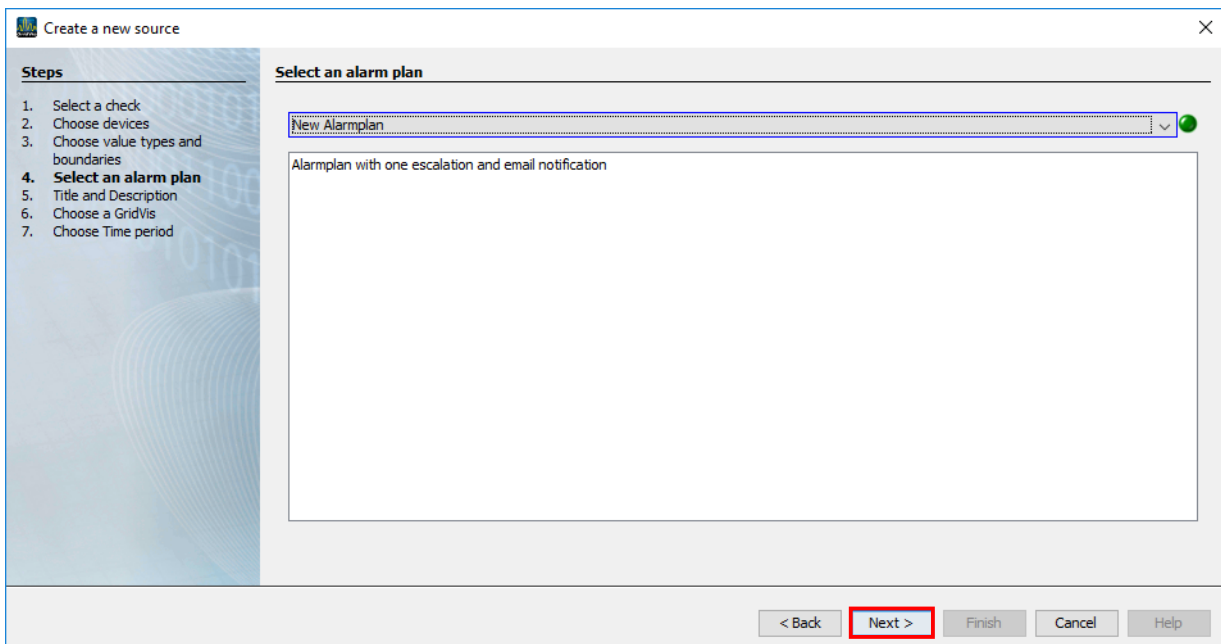 Create a new source
Steps
1. Select a check
2. Choose devices
3. Choose value types and
boundaries
4. Select an alarm plan
5. Title and Description
6. Choose a GridVis
7. Choose Time period
Select an alarm plan
New Alarmplan
Alarmplan with one escalation and email notification
< Back
Next >
Finish
Cancel
Help